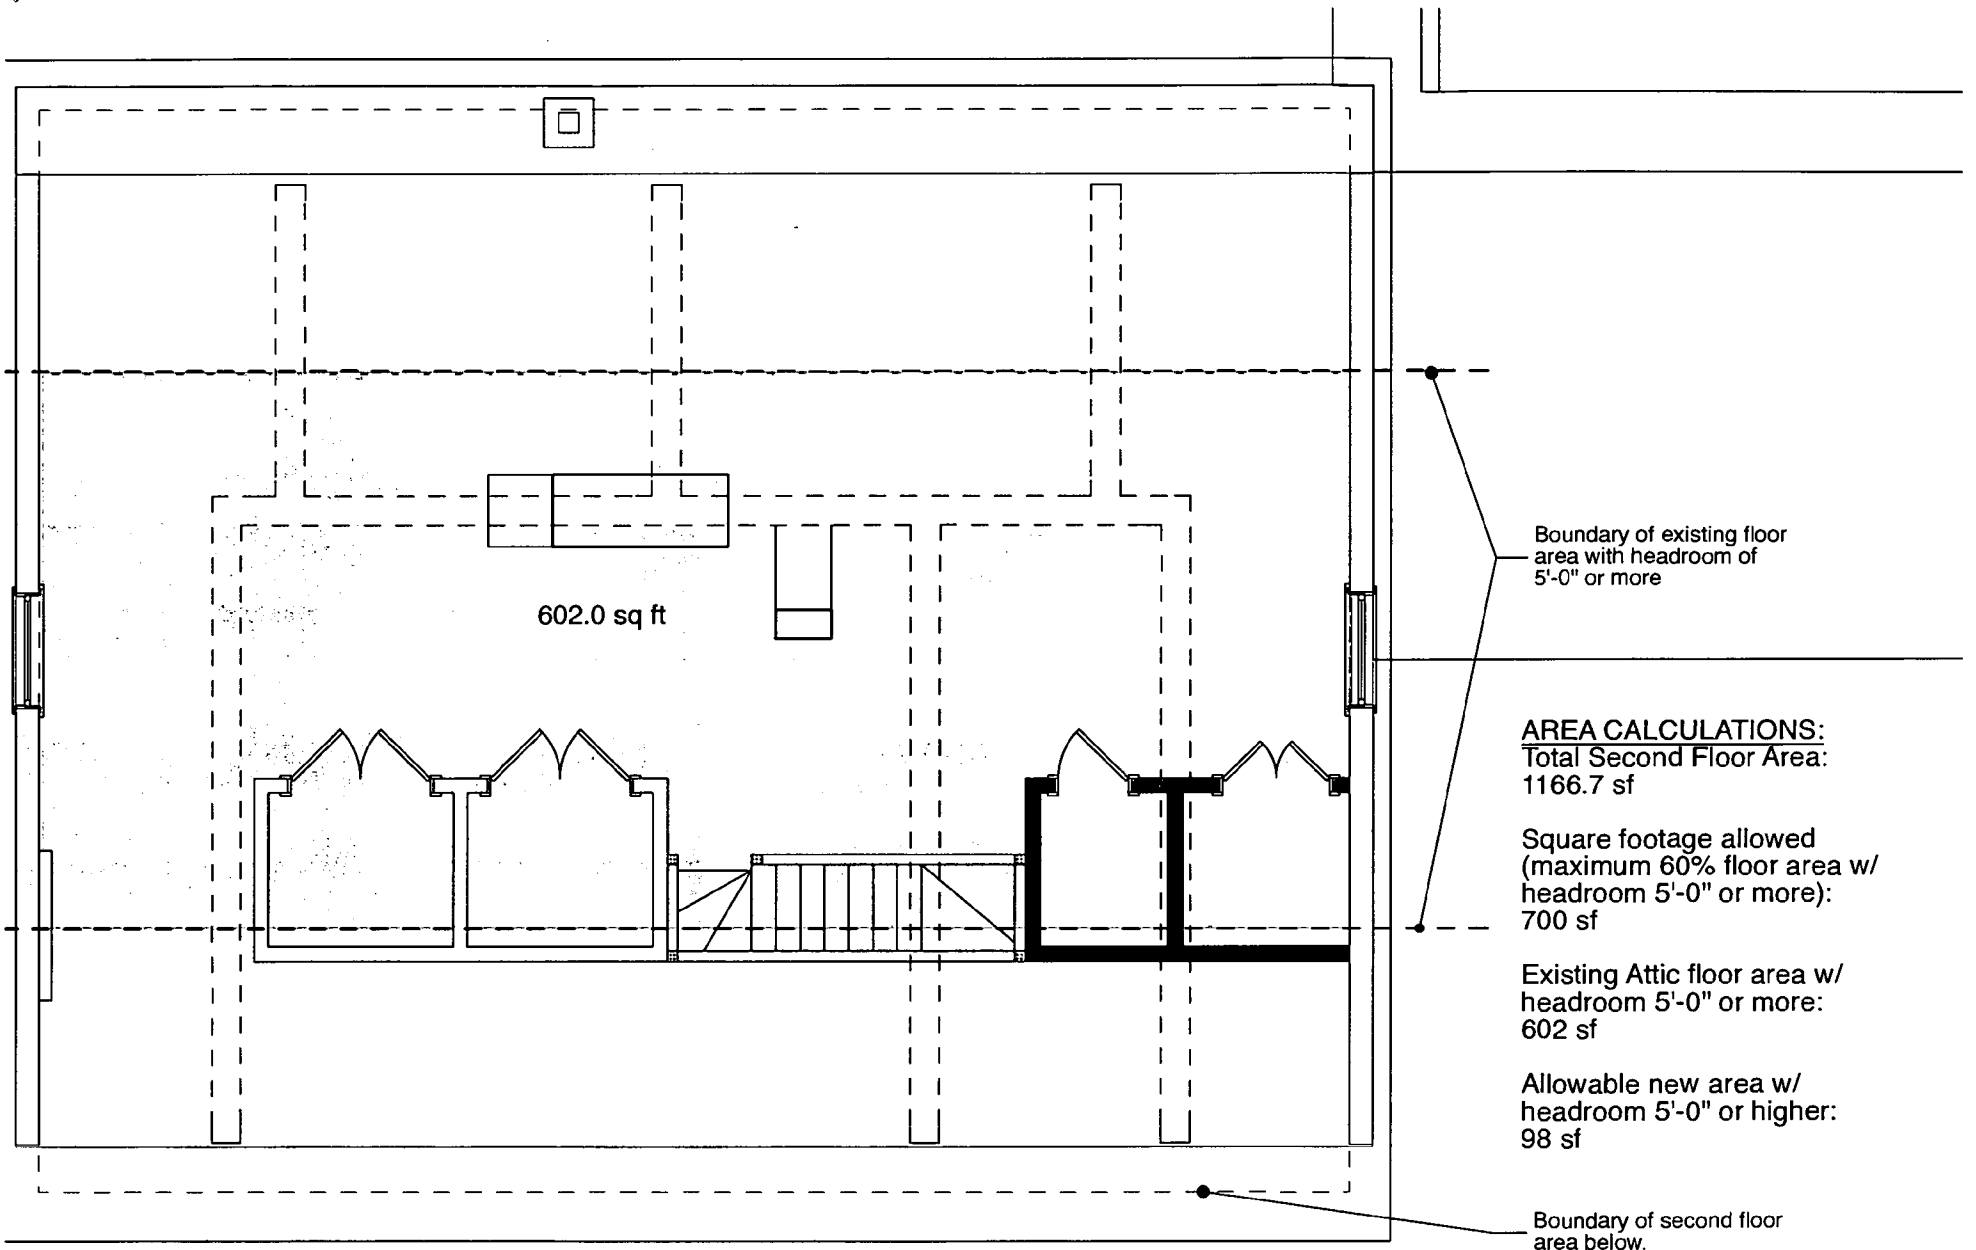 602.0 sq ft
Boundary of existing floor
area with headroom of
5'-0" or more
AREA CALCULATIONS:
Total Second Floor Area:
1166.7 sf
Square footage allowed
(maximum 60% floor area w/
headroom 5'-0" or more):
700 sf
Existing Attic floor area w/
headroom 5'-0" or more:
602 sf
Allowable new area w/
headroom 5'-0" or higher:
98 sf
Boundary of second floor
area below.